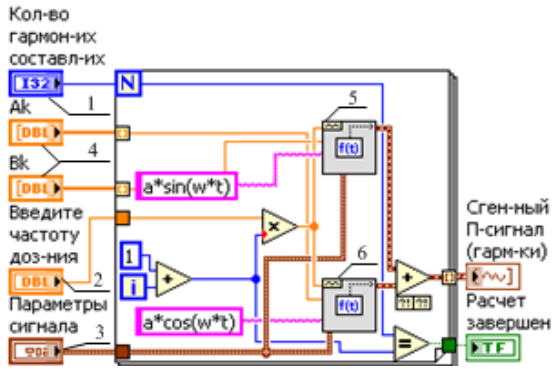 Кол-во
гармон-их
составл-их
I32
1
N
Ak
[DBL]
4
Bk
[DBL]
a*sin(w*t)
5
f(t)
Введите
частоту
доз-ния
DBL
2
×
1
i
+
6
f(t)
Параметры
сигнала
3
a*cos(w*t)
+
=
Сген-ный
П-сигнал
(гарм-ки)
Расчет
завершен
TF